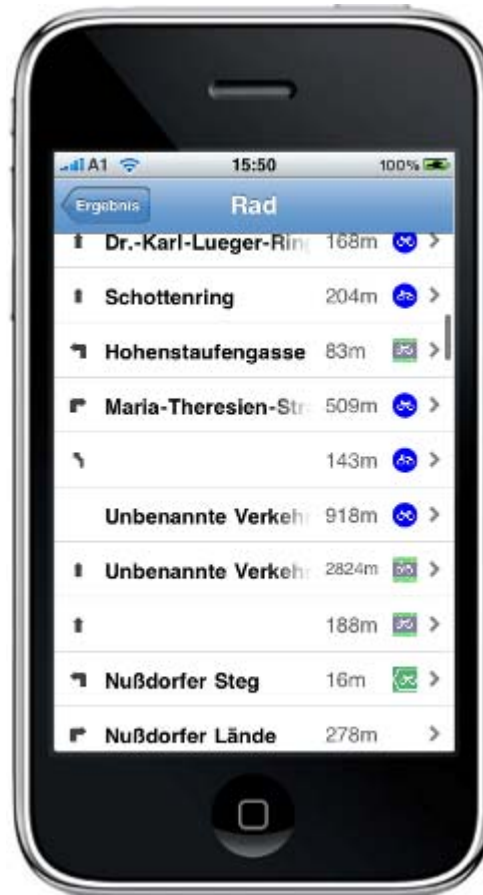 A1 15:50 100%
Ergebnis Rad
Dr.-Karl-Lueger-Rin 168m
Schottenring 204m
Hohenstaufengasse 83m
Maria-Theresien-Str 509m
143m
Unbenannte Verkeh 918m
Unbenannte Verkeh 2824m
188m
Nußdorfer Steg 16m
Nußdorfer Lände 278m